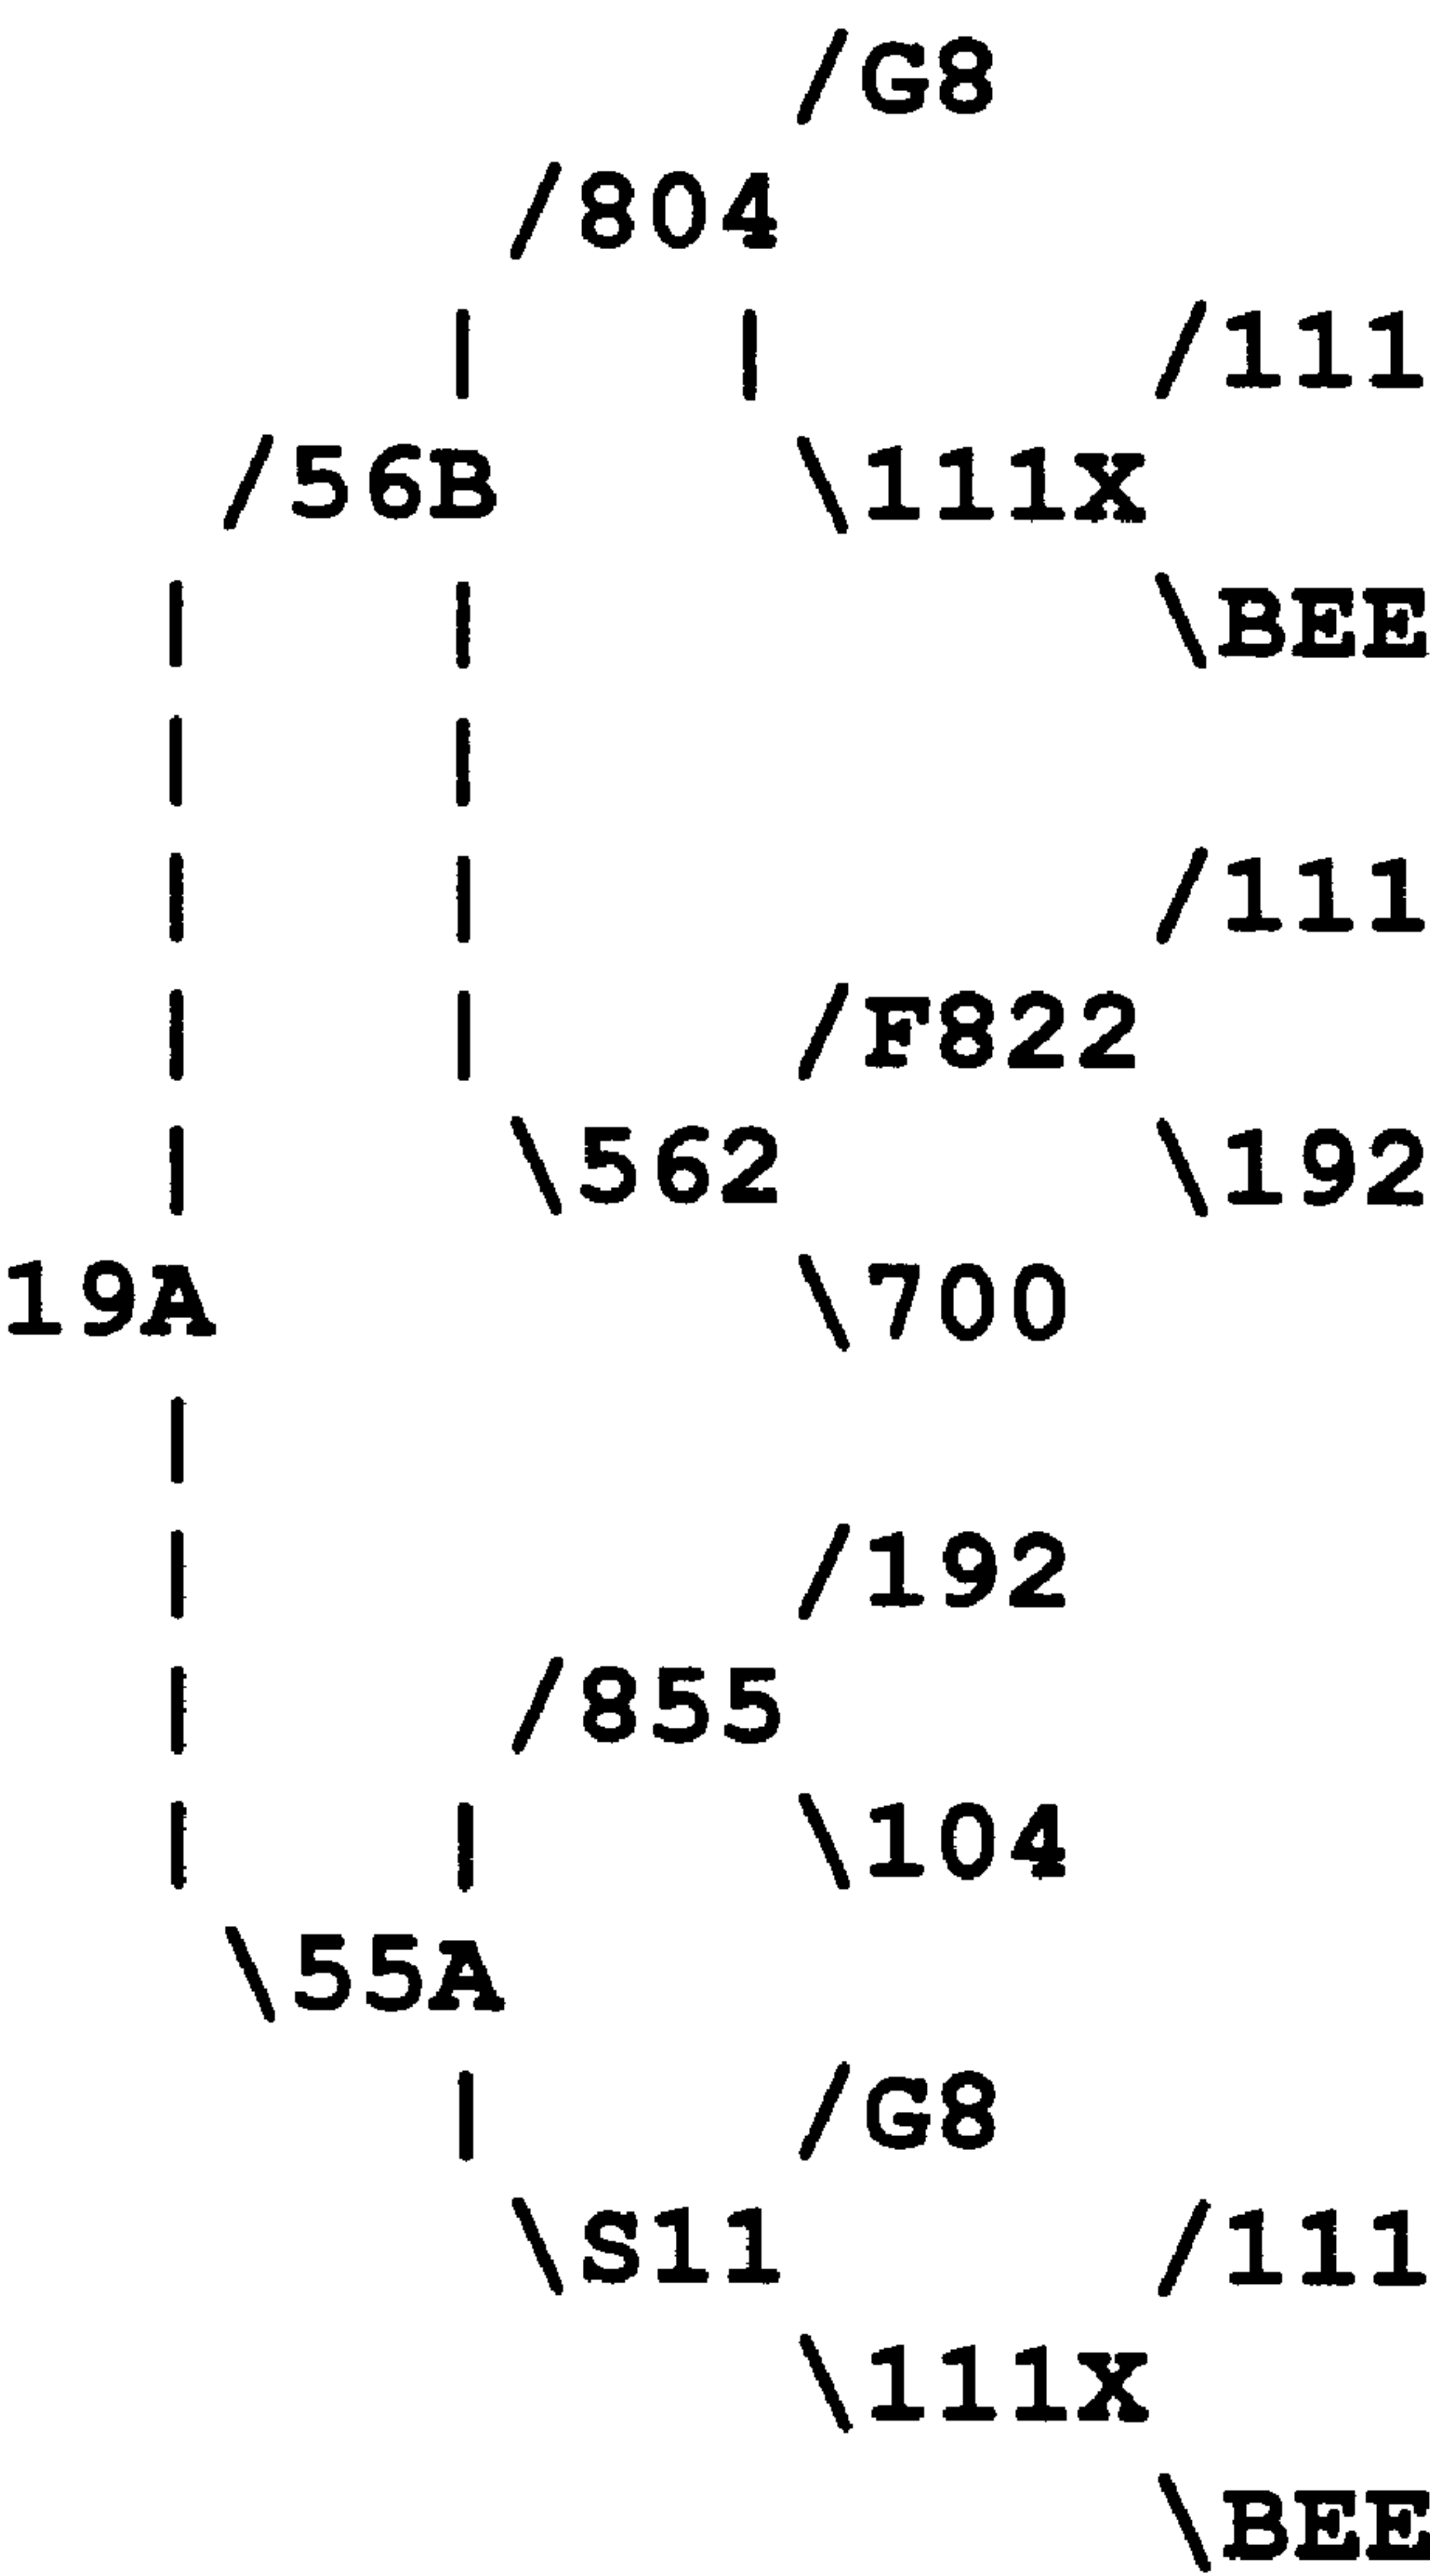 /G8
       /804
      |   |     /111
   /56B    \111X
  |   |         \BEE
  |   |
  |   |         /111
  |   |    /F822
  |    \562     \192
19A        \700
  |
  |        /192
  |    /855
  |   |    \104
   \55A
      |    /G8
       \S11     /111
           \111X
                \BEE